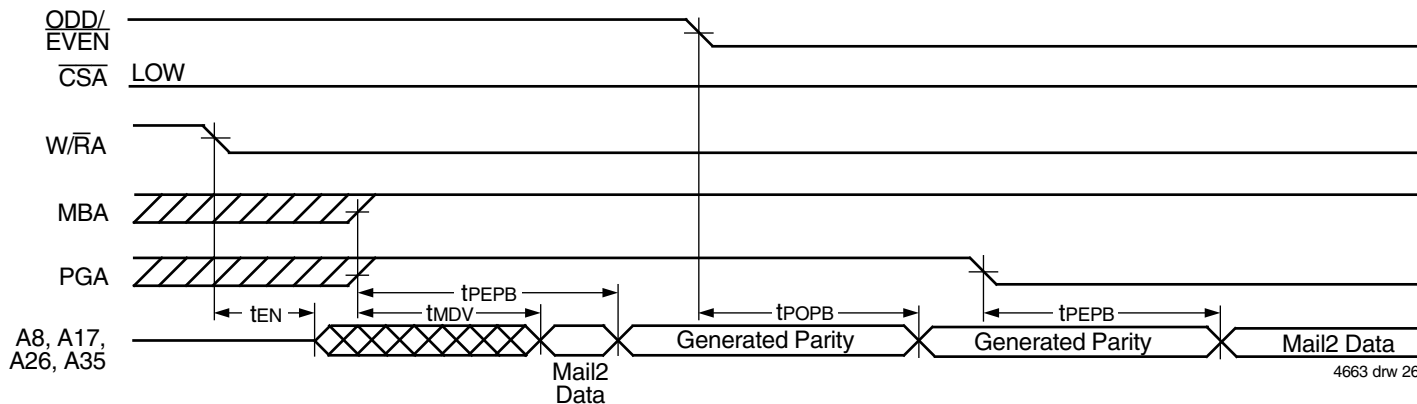 ODD/
EVEN
CSA LOW
W/RA
MBA
PGA
tPEPB
tEN tMDV tPOPB tPEPB
A8, A17,
A26, A35
Generated Parity Generated Parity Mail2 Data
Mail2
Data
4663 drw 26